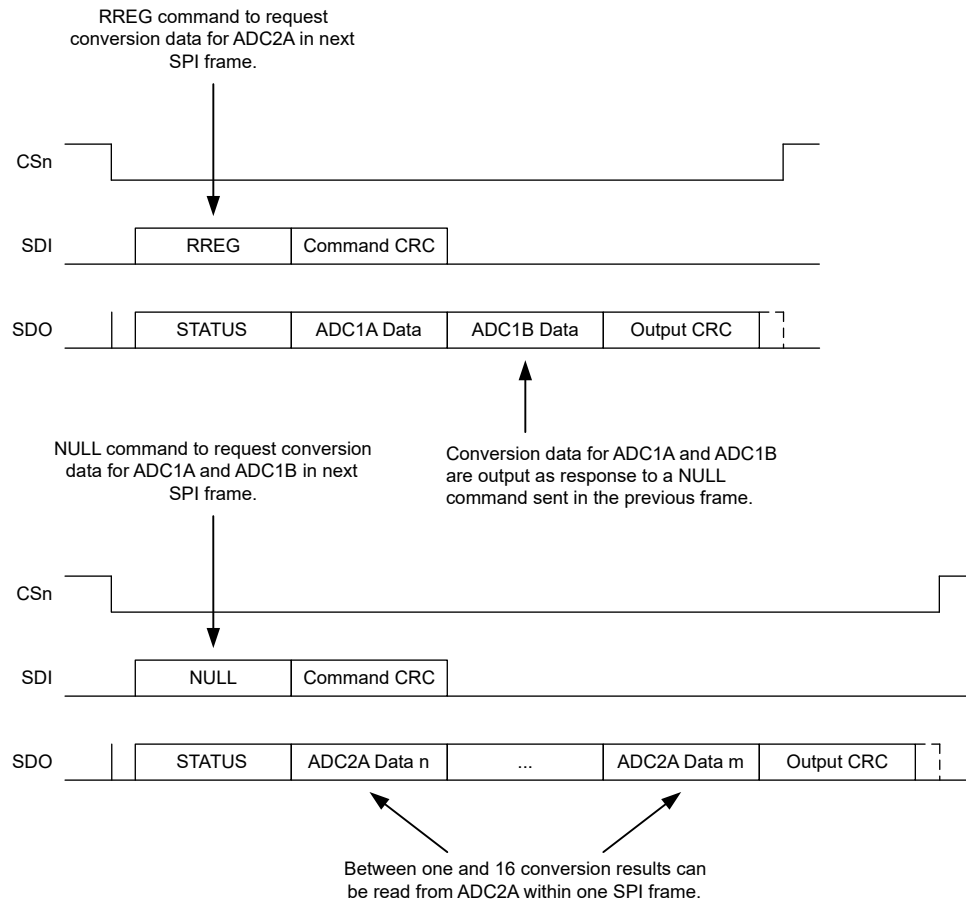 RREG command to request
conversion data for ADC2A in next
SPI frame.
CSn
SDI RREG Command CRC
SDO STATUS ADC1A Data ADC1B Data Output CRC
NULL command to request conversion
data for ADC1A and ADC1B in next
SPI frame.
Conversion data for ADC1A and ADC1B
are output as response to a NULL
command sent in the previous frame.
CSn
SDI NULL Command CRC
SDO STATUS ADC2A Data n ... ADC2A Data m Output CRC
Between one and 16 conversion results can
be read from ADC2A within one SPI frame.